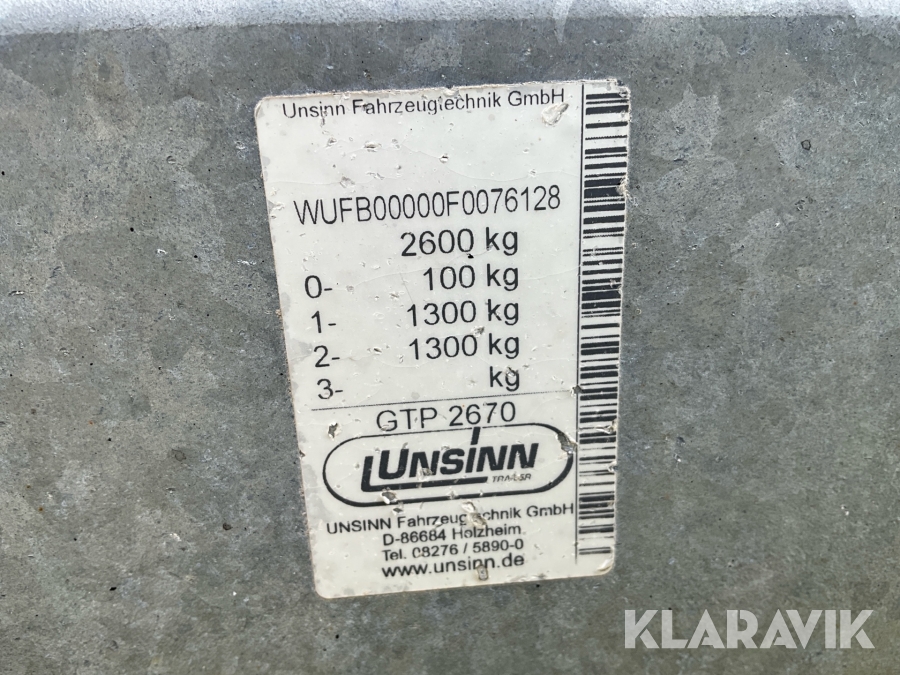 Unsinn Fahrzeugtechnik GmbH
WUFB00000F0076128
2600 kg
0- 100 kg
1- 1300 kg
2- 1300 kg
3- kg
GTP 2670
UNSINN
TRAILER
UNSINN Fahrzeugtechnik GmbH
D-86684 Holzheim
Tel. 08276 / 5890-0
www.unsinn.de
KLARAVIK